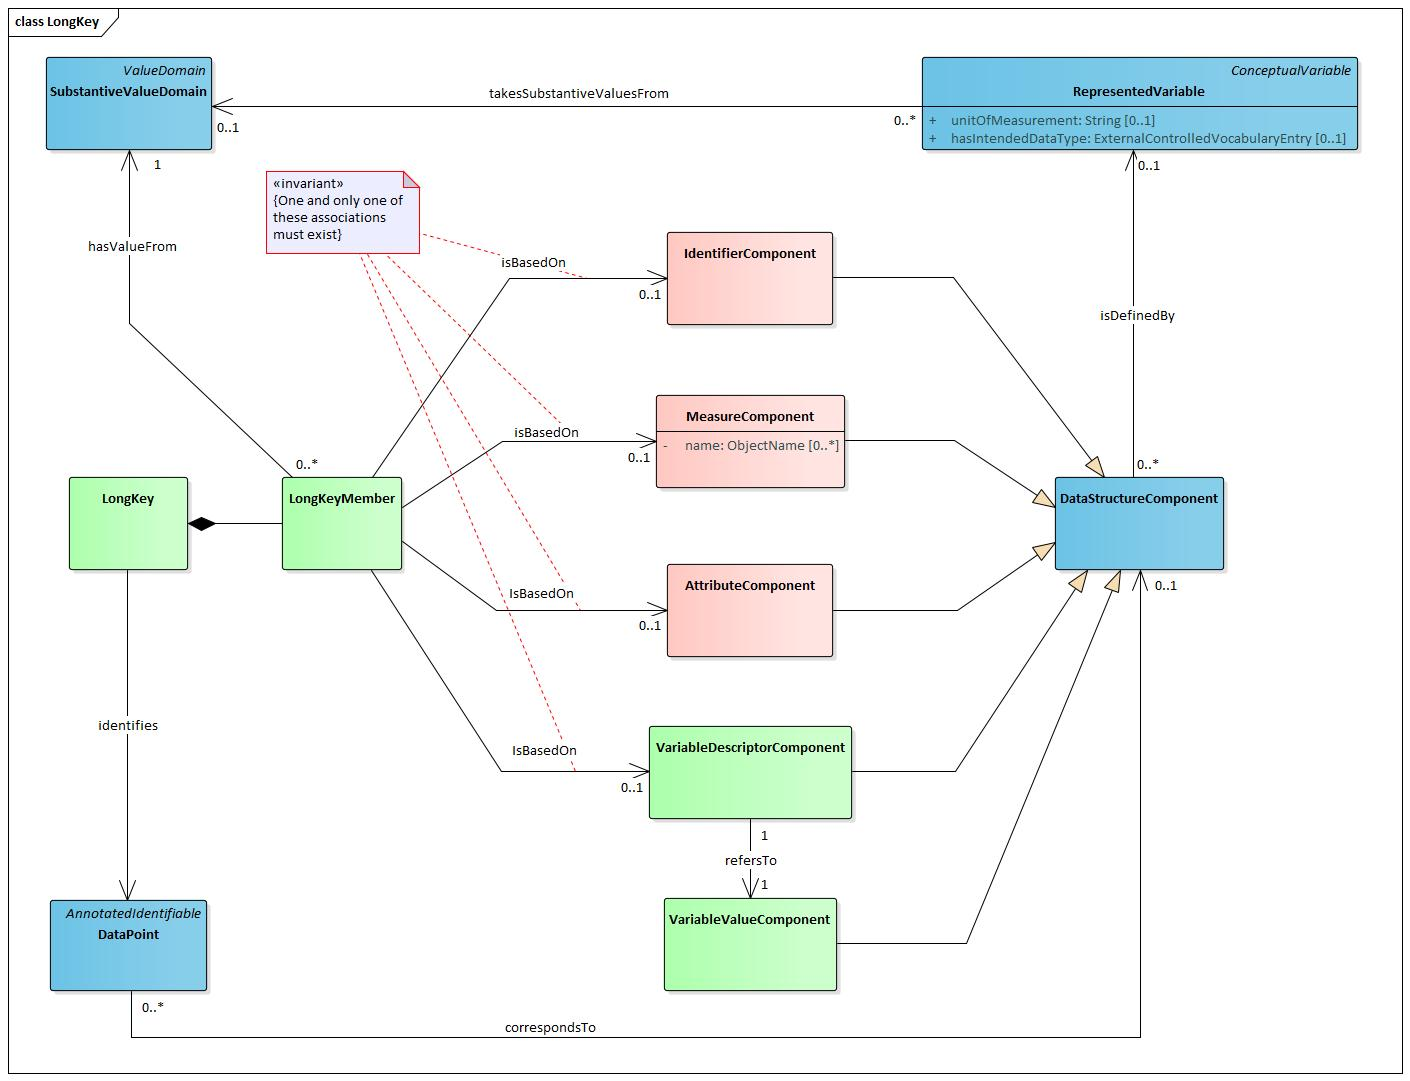 class LongKey
ValueDomain
SubstantiveValueDomain
takesSubstantiveValuesFrom
ConceptualVariable
RepresentedVariable
+ unitOfMeasurement: String [0..1]
+ hasIntendedDataType: ExternalControlledVocabularyEntry [0..1]
0..1
0..*
1
0..1
«invariant»
{One and only one of
these associations
must exist}
hasValueFrom
isBasedOn
0..1
IdentifierComponent
isDefinedBy
MeasureComponent
- name: ObjectName [0..*]
isBasedOn
0..1
0..*
0..*
LongKey
LongKeyMember
DataStructureComponent
AttributeComponent
IsBasedOn
0..1
0..1
identifies
IsBasedOn
0..1
VariableDescriptorComponent
1
refersTo
1
AnnotatedIdentifiable
DataPoint
VariableValueComponent
0..*
correspondsTo